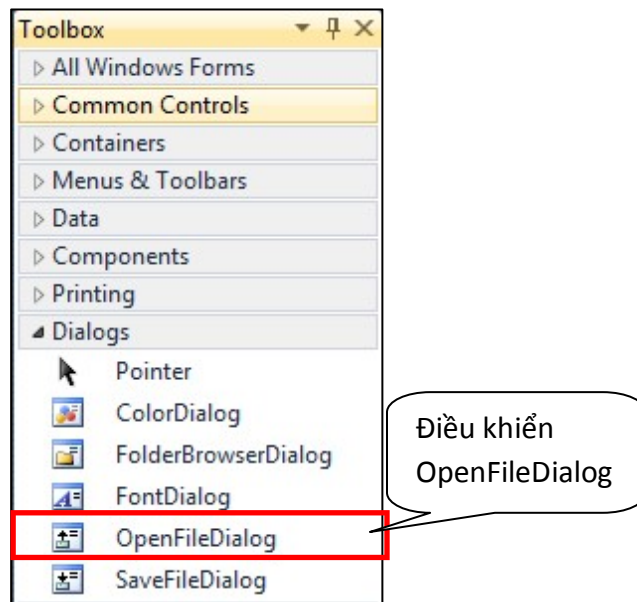 Toolbox
All Windows Forms
Common Controls
Containers
Menus & Toolbars
Data
Components
Printing
Dialogs
Pointer
ColorDialog
FolderBrowserDialog
FontDialog
OpenFileDialog
SaveFileDialog
Điều khiển
OpenFileDialog